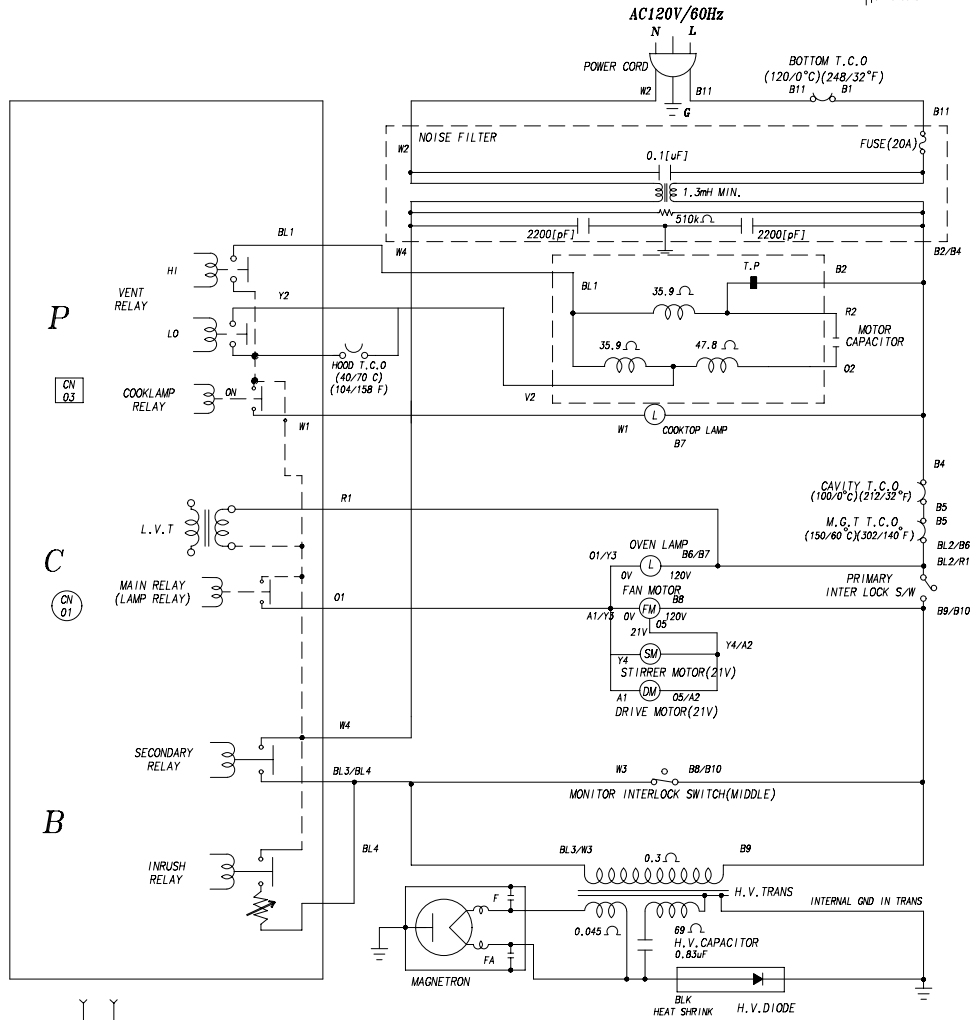 AC120V/60Hz
N L
POWER CORD
W2 B11
G
BOTTOM T.C.O
(120/0°C)(248/32°F)
B11 B1
B11
NOISE FILTER
W2
FUSE(20A)
0.1[uF]
1.3mH MIN.
510kΩ
2200[pF] 2200[pF]
W4
B2/B4
BL1
HI
VENT
RELAY
Y2
LO
P
BL1
T.P
B2
35.9Ω
R2
MOTOR
CAPACITOR
35.9Ω 47.8Ω
O2
V2
HOOD T.C.O
(40/70 C)
(104/158 F)
CN
03
COOKLAMP
RELAY
ON
W1
W1
L
COOKTOP LAMP
B7
B4
CAVITY T.C.O
(100/0°C)(212/32°F)
B5
B5
M.G.T T.C.O
(150/60°C)(302/140°F)
BL2/B6
BL2/R1
R1
L.V.T
C
CN
01
MAIN RELAY
(LAMP RELAY)
O1
OVEN LAMP
O1/Y3 B6/B7
L
0V 120V
FAN MOTOR
B8
A1/Y3 0V FM 120V
O5
21V
Y4/A2
Y4 SM
STIRRER MOTOR(21V)
A1 DM O5/A2
DRIVE MOTOR(21V)
PRIMARY
INTER LOCK S/W
B9/B10
W4
SECONDARY
RELAY
BL3/BL4
W3 B8/B10
MONITOR INTERLOCK SWITCH(MIDDLE)
B
BL4
INRUSH
RELAY
BL3/W3 0.3Ω B9
H.V.TRANS
INTERNAL GND IN TRANS
F
FA
MAGNETRON
0.045Ω
69Ω
H.V.CAPACITOR
0.83uF
BLK
HEAT SHRINK
H.V.DIODE